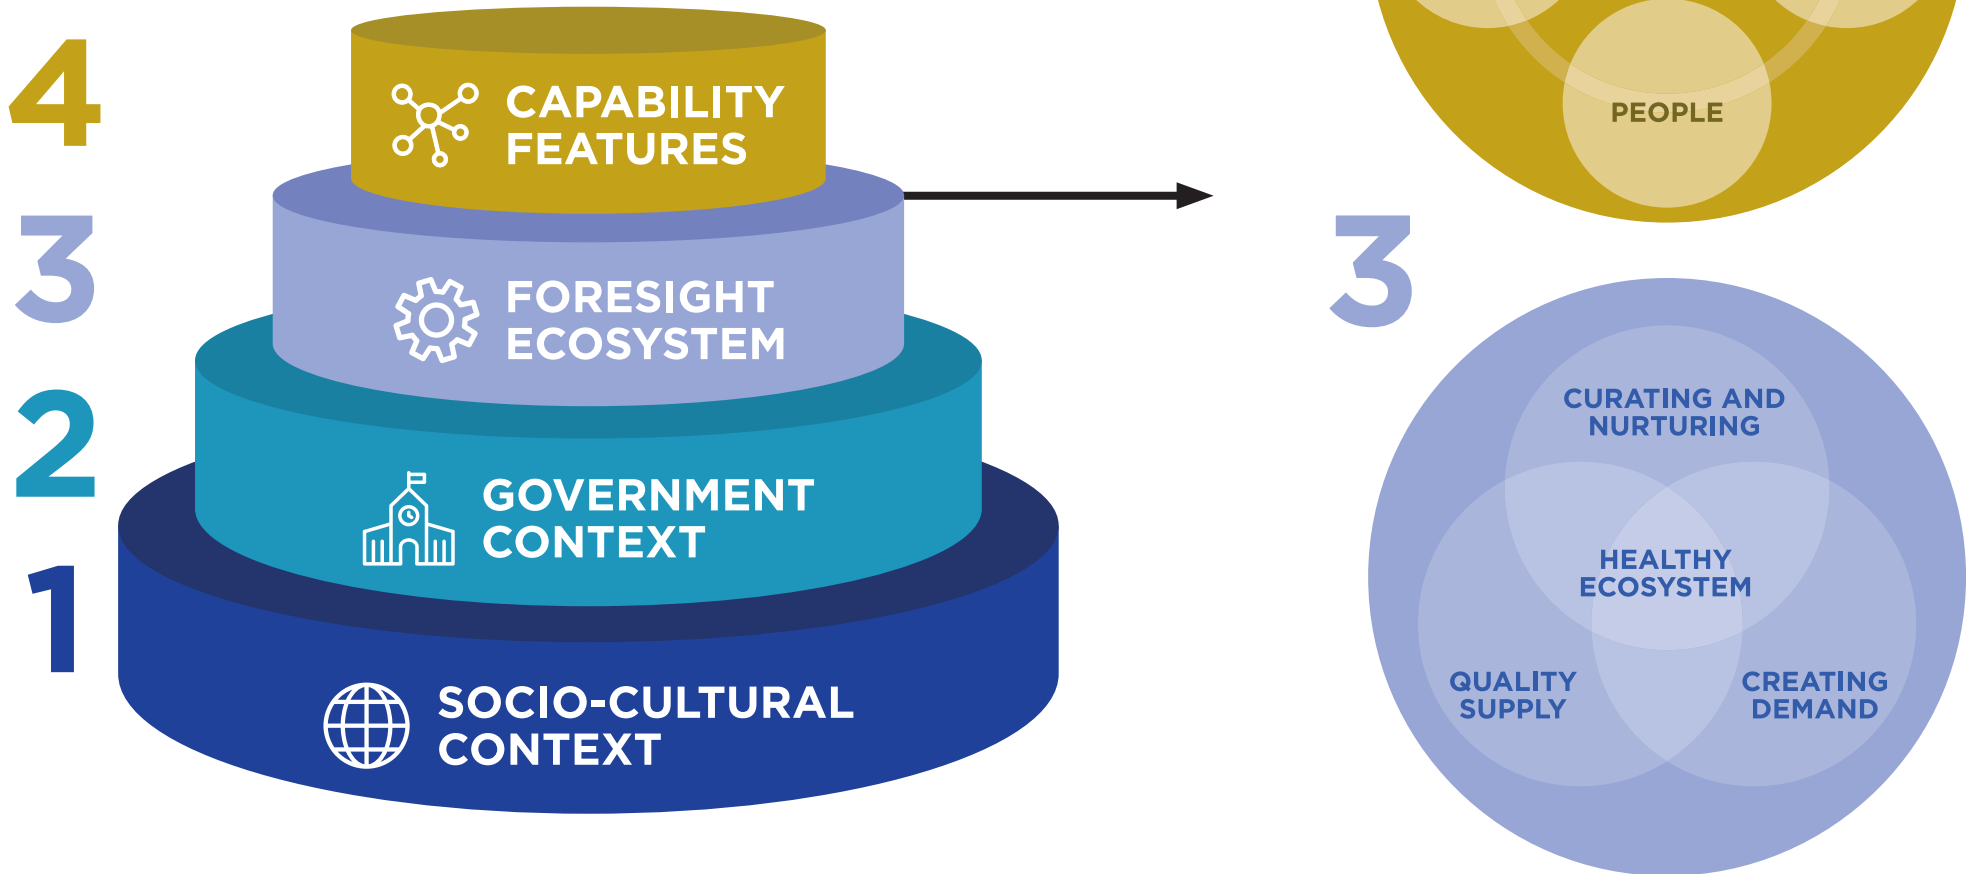 4
CAPABILITY
FEATURES
3
FORESIGHT
ECOSYSTEM
2
GOVERNMENT
CONTEXT
1
SOCIO-CULTURAL
CONTEXT
PEOPLE
3
CURATING AND
NURTURING
HEALTHY
ECOSYSTEM
QUALITY
SUPPLY
CREATING
DEMAND